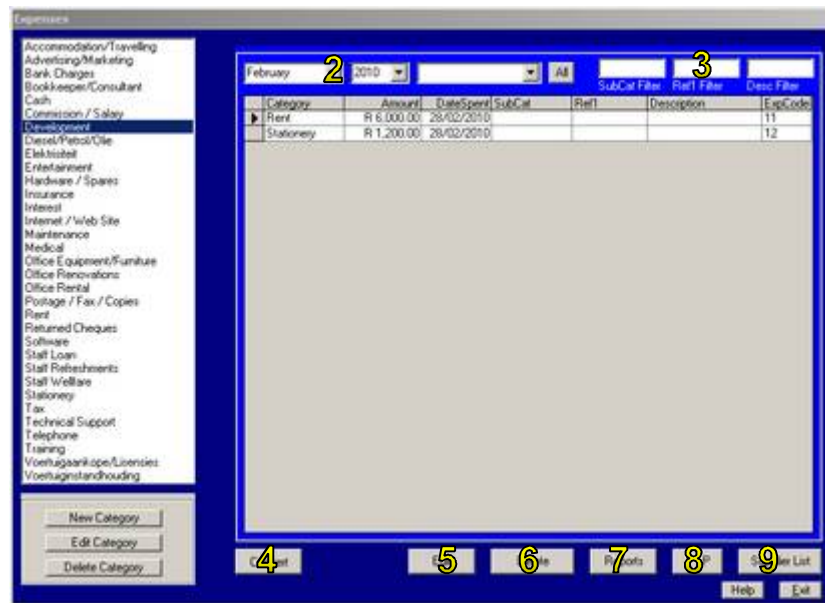 Expenses
Accommodation/Travelling
Advertising/Marketing
Bank Charges
Bookkeeper/Consultant
Cash
Commission / Salary
Development
Diesel/Petrol/Olie
Elektrisiteit
Entertainment
Hardware / Spares
Insurance
Interest
Internet / Web Site
Maintenance
Medical
Office Equipment/Furniture
Office Renovations
Office Rental
Postage / Fax / Copies
Rent
Returned Cheques
Software
Staff Loan
Staff Refreshments
Staff Welfare
Stationery
Tax
Technical Support
Telephone
Training
Voertuigaankope/Lisensies
Voertuiginstandhouding
New Category
Edit Category
Delete Category
February 2 2010 All 3
SubCat Filter Ref1 Filter Desc Filter
Category Amount DateSpent SubCat Ref1 Description ExpCode
Rent R 6,000.00 28/02/2010 11
Stationery R 1,200.00 28/02/2010 12
4 5 6 7 8 9 List
Help Exit